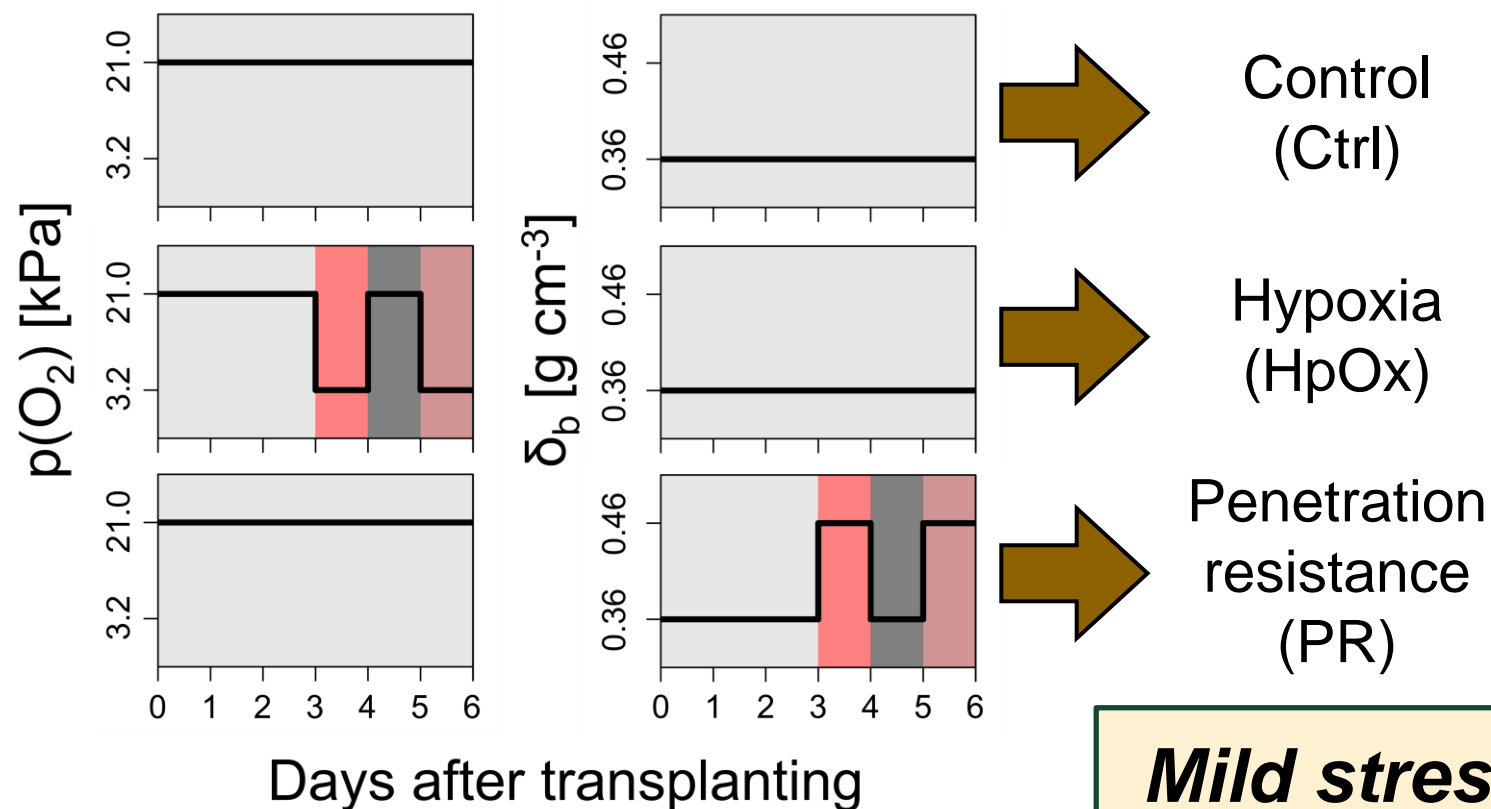 p(O₂) [kPa]
21.0
3.2
21.0
3.2
21.0
3.2
0 1 2 3 4 5 6
δb [g cm⁻³]
0.46
0.36
0.46
0.36
0.46
0.36
0 1 2 3 4 5 6
Days after transplanting
Control
(Ctrl)
Hypoxia
(HpOx)
Penetration
resistance
(PR)
Mild stres